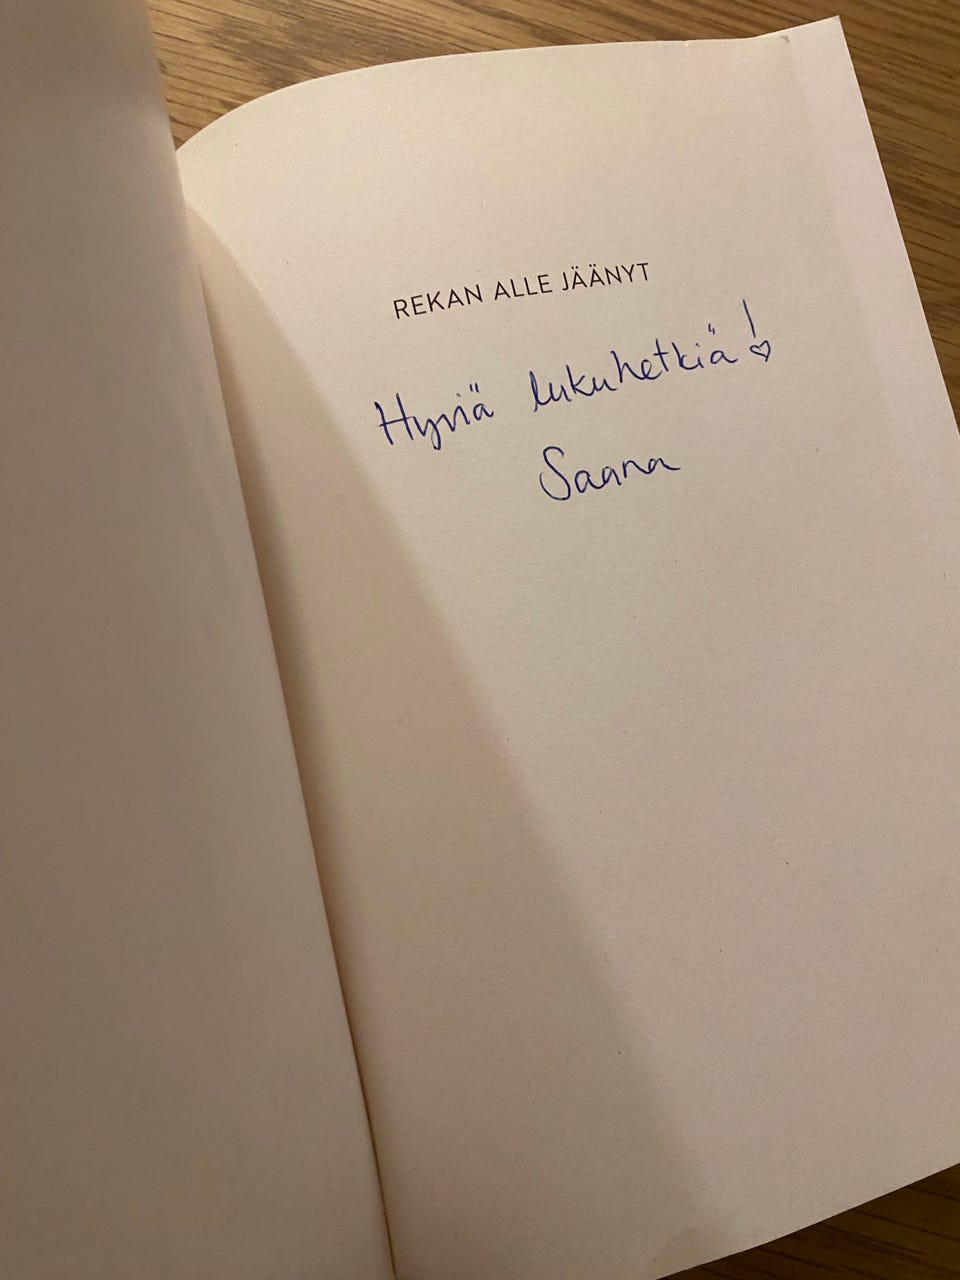 REKAN ALLE JÄÄNYT
Hyviä lukuhetkiä!
Saana